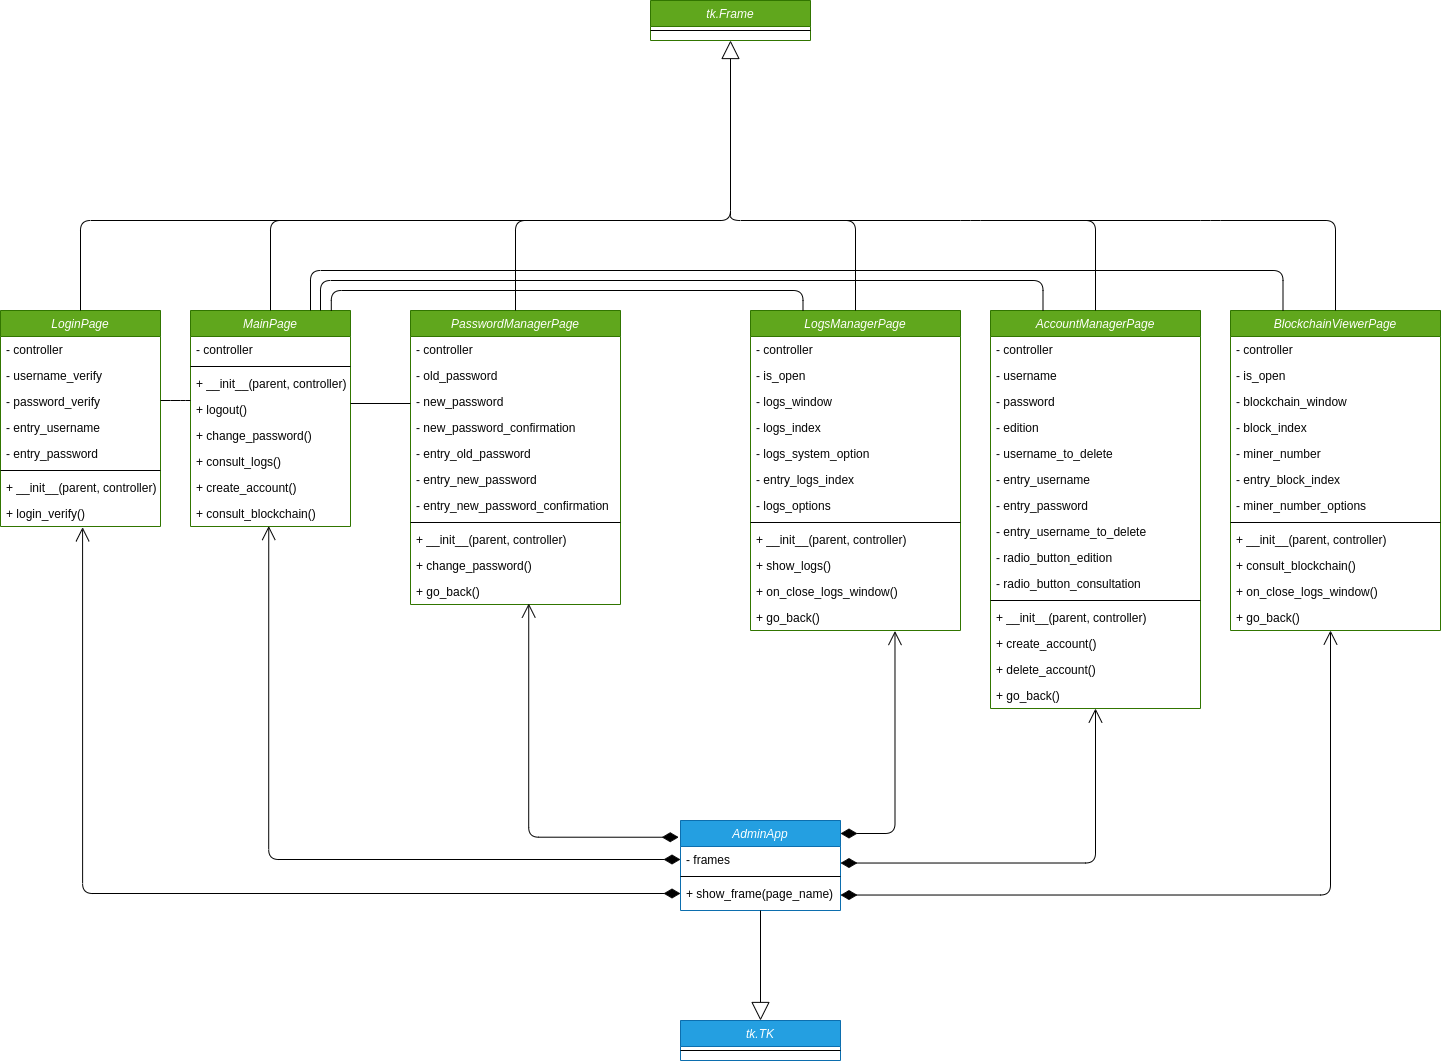 tk.Frame
LoginPage
- controller
- username_verify
- password_verify
- entry_username
- entry_password
+ __init__(parent, controller)
+ login_verify()
MainPage
- controller
+ __init__(parent, controller)
+ logout()
+ change_password()
+ consult_logs()
+ create_account()
+ consult_blockchain()
PasswordManagerPage
- controller
- old_password
- new_password
- new_password_confirmation
- entry_old_password
- entry_new_password
- entry_new_password_confirmation
+ __init__(parent, controller)
+ change_password()
+ go_back()
LogsManagerPage
- controller
- is_open
- logs_window
- logs_index
- logs_system_option
- entry_logs_index
- logs_options
+ __init__(parent, controller)
+ show_logs()
+ on_close_logs_window()
+ go_back()
AccountManagerPage
- controller
- username
- password
- edition
- username_to_delete
- entry_username
- entry_password
- entry_username_to_delete
- radio_button_edition
- radio_button_consultation
+ __init__(parent, controller)
+ create_account()
+ delete_account()
+ go_back()
BlockchainViewerPage
- controller
- is_open
- blockchain_window
- block_index
- miner_number
- entry_block_index
- miner_number_options
+ __init__(parent, controller)
+ consult_blockchain()
+ on_close_logs_window()
+ go_back()
AdminApp
- frames
+ show_frame(page_name)
tk.TK